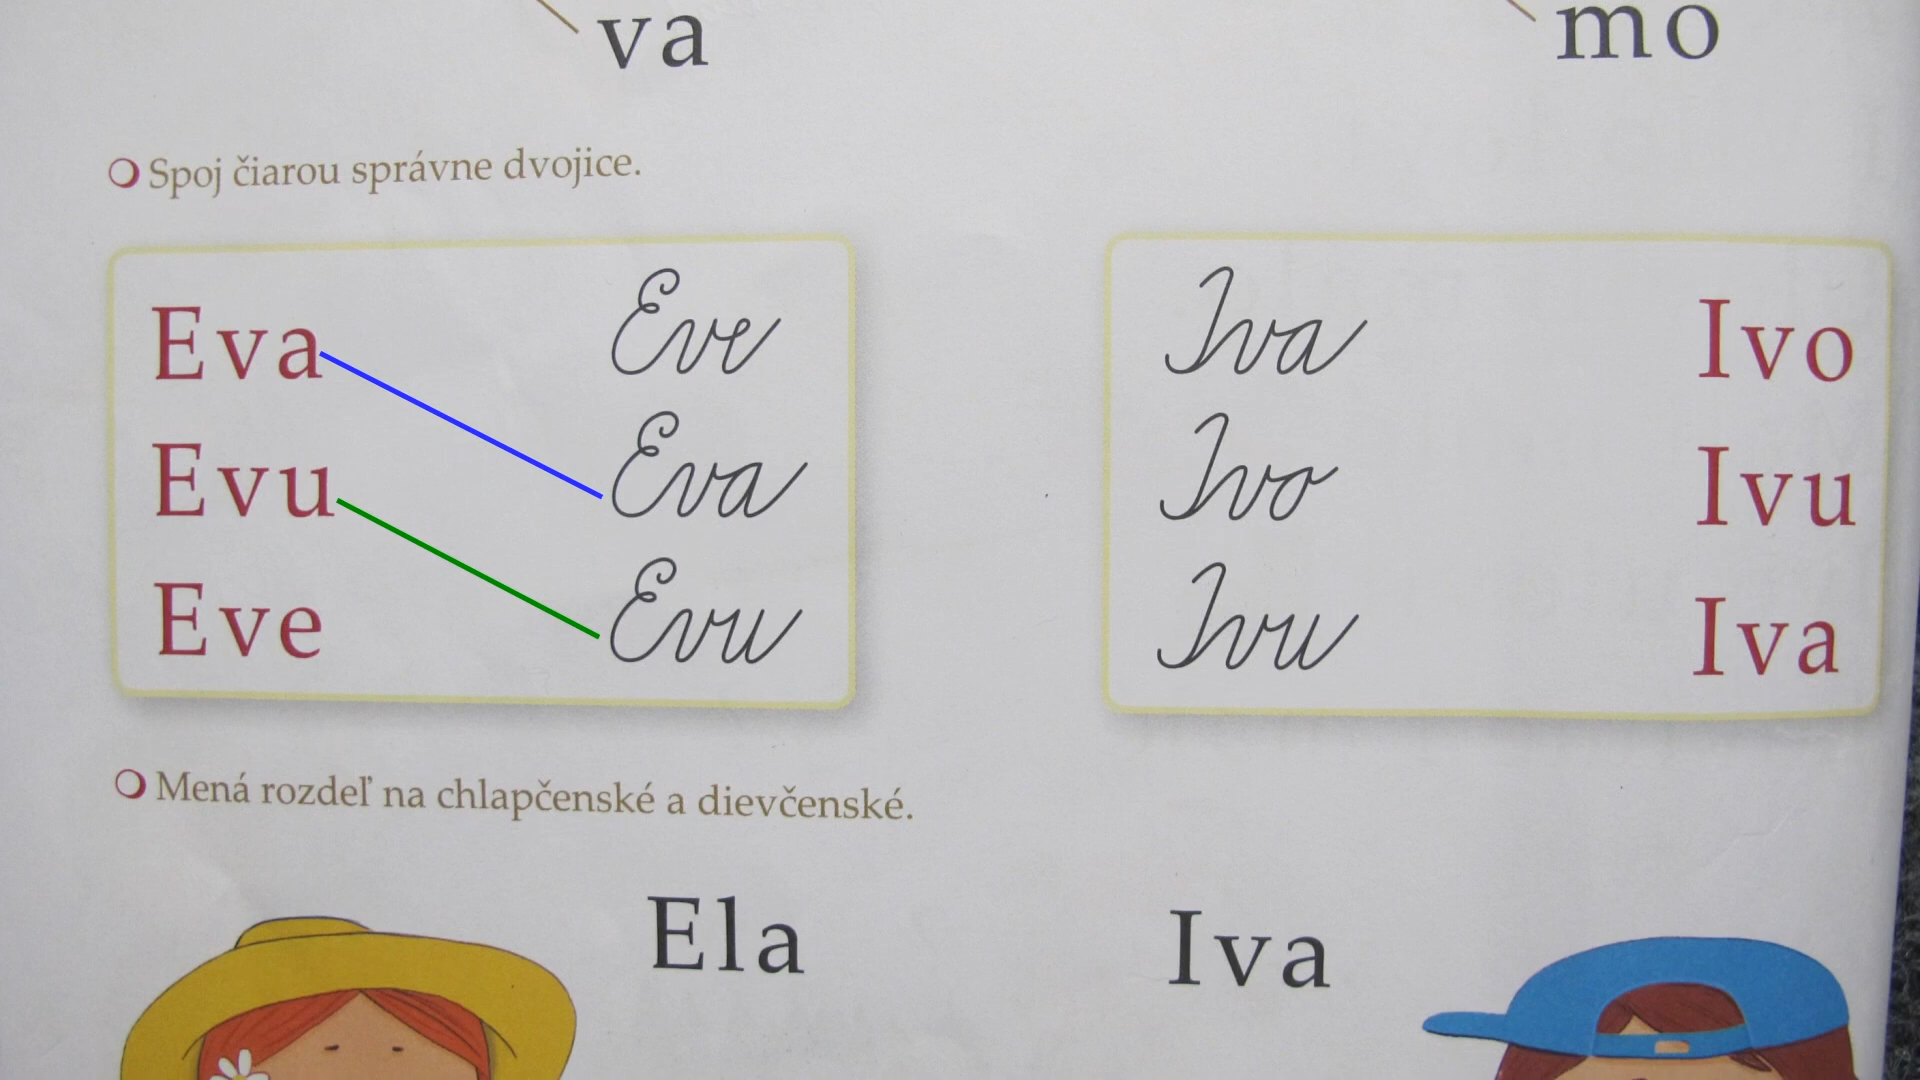 va mo
Spoj čiarou správne dvojice.
Eva Eve Iva Ivo
Evu Eva Ivo Ivu
Eve Evu Ivu Iva
Mená rozdeľ na chlapčenské a dievčenské.
Ela Iva